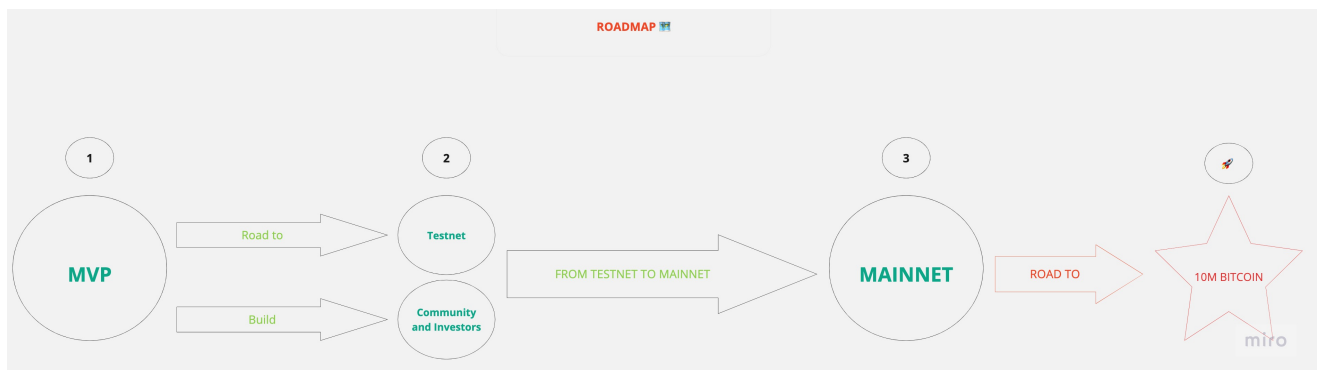 ROADMAP 🗺️
1
2
3
🚀
MVP
Road to
Build
Testnet
Community
and Investors
FROM TESTNET TO MAINNET
MAINNET
ROAD TO
10M BITCOIN
miro